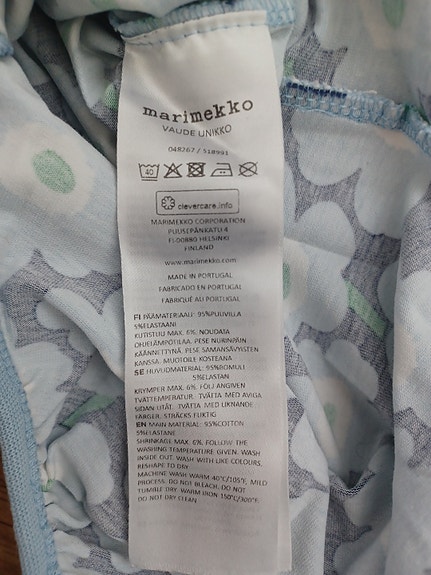 marimekko
VAUDE UNIKKO
048267 / 518991
40
clevercare.info
MARIMEKKO CORPORATION
PUUSEPÄNKATU 4
FI-00880 HELSINKI
FINLAND
www.marimekko.com
MADE IN PORTUGAL
FABRICADO EN PORTUGAL
FABRIQUÉ AU PORTUGAL
FI PÄÄMATERIAALI: 95%PUUVILLA
5%ELASTAANI
KUTISTUU MAX. 6%. NOUDATA
OHJELÄMPÖTILAA. PESE NURINPÄIN
KÄÄNNETTYNÄ. PESE SAMANSÄVYISTEN
KANSSA. MUOTOILE KOSTEANA
SE HUVUDMATERIAL: 95%BOMULL
5%ELASTAN
KRYMPER MAX. 6%. FÖLJ ANGIVEN
TVÄTTEMPERATUR. TVÄTTA MED AVIGA
SIDAN UTÅT. TVÄTTA MED LIKNANDE
FÄRGER. STRÄCKS FUKTIG
EN MAIN MATERIAL: 95%COTTON
5%ELASTANE
SHRINKAGE MAX. 6%. FOLLOW THE
WASHING TEMPERATURE GIVEN. WASH
INSIDE OUT. WASH WITH LIKE COLOURS.
RESHAPE TO DRY
MACHINE WASH WARM 40°C/105°F, MILD
PROCESS. DO NOT BLEACH. DO NOT
TUMBLE DRY. WARM IRON 150°C/300°F.
DO NOT DRY CLEAN